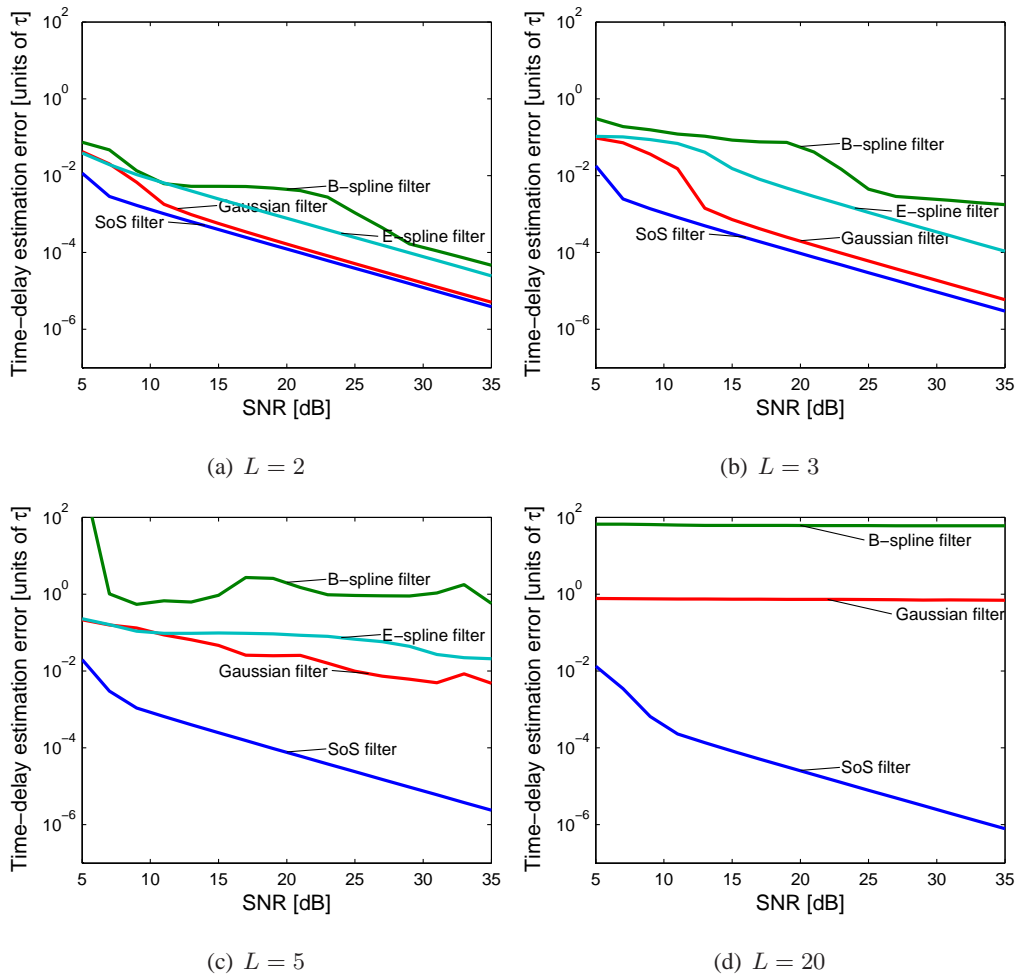 10^2
10^0
10^−2
10^−4
10^−6
Time−delay estimation error [units of τ]
B−spline filter
Gaussian filter
SoS filter
E−spline filter
5 10 15 20 25 30 35
SNR [dB]
(a) L = 2
10^2
10^0
10^−2
10^−4
10^−6
Time−delay estimation error [units of τ]
B−spline filter
E−spline filter
SoS filter
Gaussian filter
5 10 15 20 25 30 35
SNR [dB]
(b) L = 3
10^2
10^0
10^−2
10^−4
10^−6
Time−delay estimation error [units of τ]
B−spline filter
E−spline filter
Gaussian filter
SoS filter
5 10 15 20 25 30 35
SNR [dB]
(c) L = 5
10^2
10^0
10^−2
10^−4
10^−6
Time−delay estimation error [units of τ]
B−spline filter
Gaussian filter
SoS filter
5 10 15 20 25 30 35
SNR [dB]
(d) L = 20